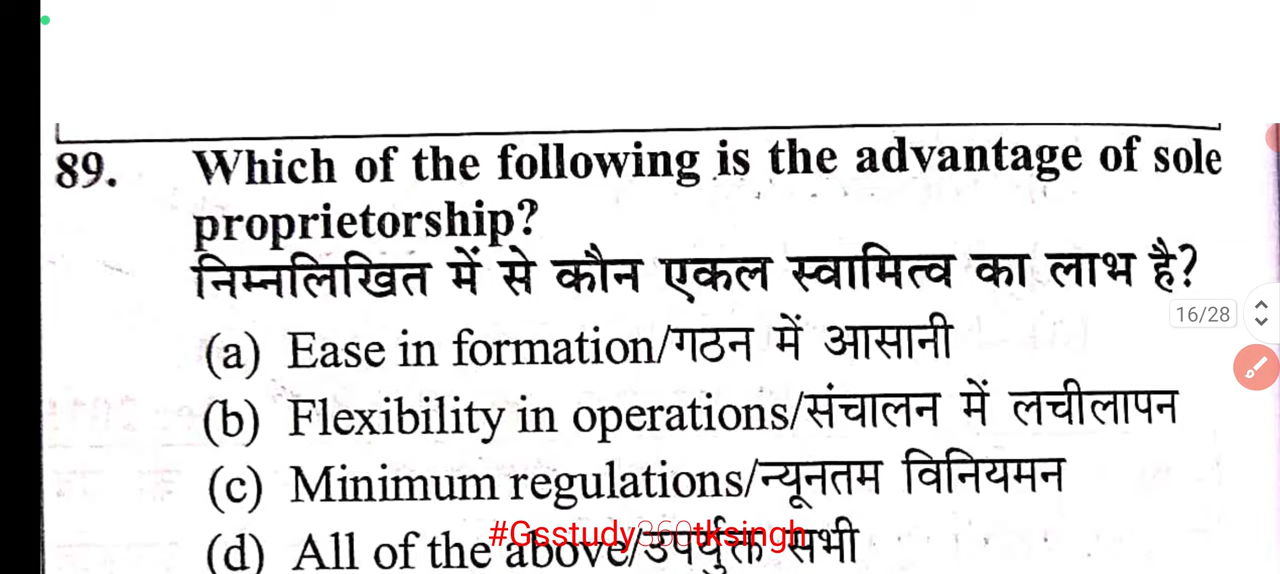 89. Which of the following is the advantage of sole
proprietorship?
निम्नलिखित में से कौन एकल स्वामित्व का लाभ है?
16/28
(a) Ease in formation/गठन में आसानी
(b) Flexibility in operations/संचालन में लचीलापन
(c) Minimum regulations/न्यूनतम विनियमन
#Gsstudy360tksingh
(d) All of the above/उपर्युक्त सभी